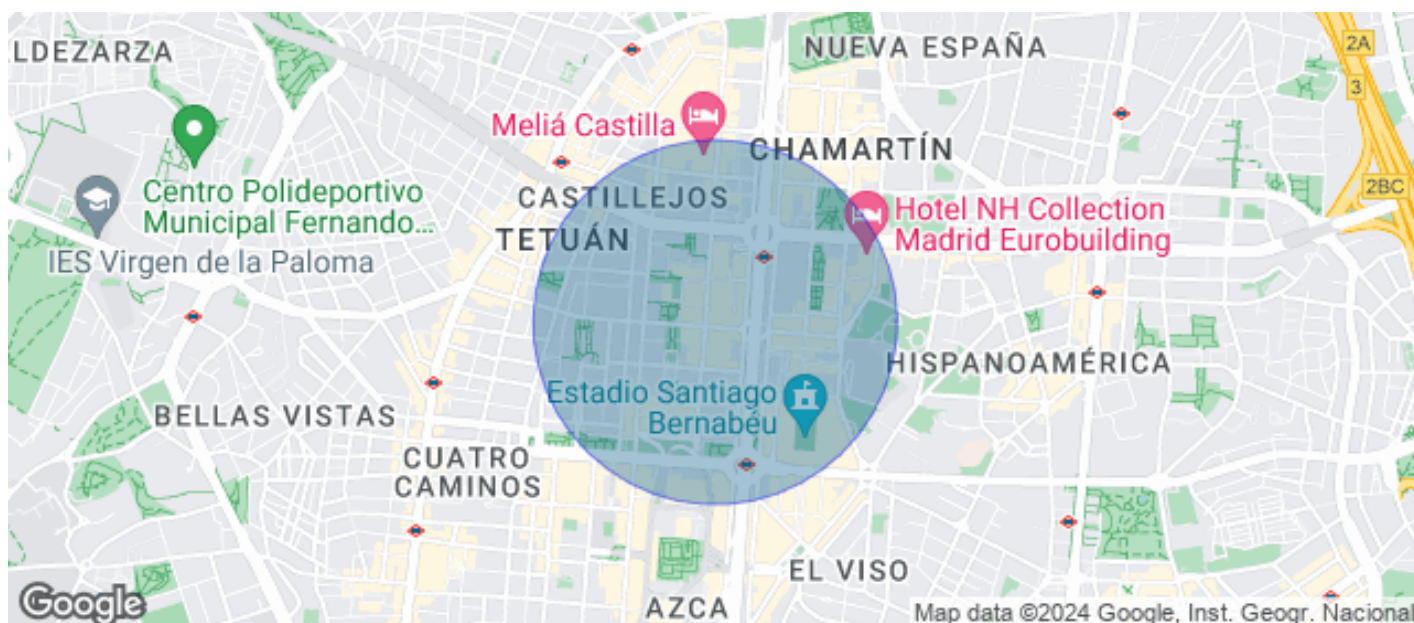 LDEZARZA
NUEVA ESPAÑA
2A
3
Meliá Castilla
CHAMARTÍN
2BC
Centro Polideportivo
Municipal Fernando...
CASTILLEJOS
Hotel NH Collection
Madrid Eurobuilding
TETUÁN
IES Virgen de la Paloma
HISPANOAMÉRICA
Estadio Santiago
Bernabéu
BELLAS VISTAS
CUATRO
CAMINOS
EL VISO
Google
AZCA
Map data ©2024 Google, Inst. Geogr. Nacional